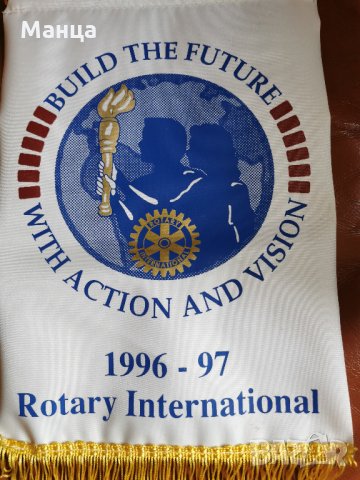 Манца
BUILD THE FUTURE
WITH ACTION AND VISION
ROTARY
INTERNATIONAL
1996 - 97
Rotary International